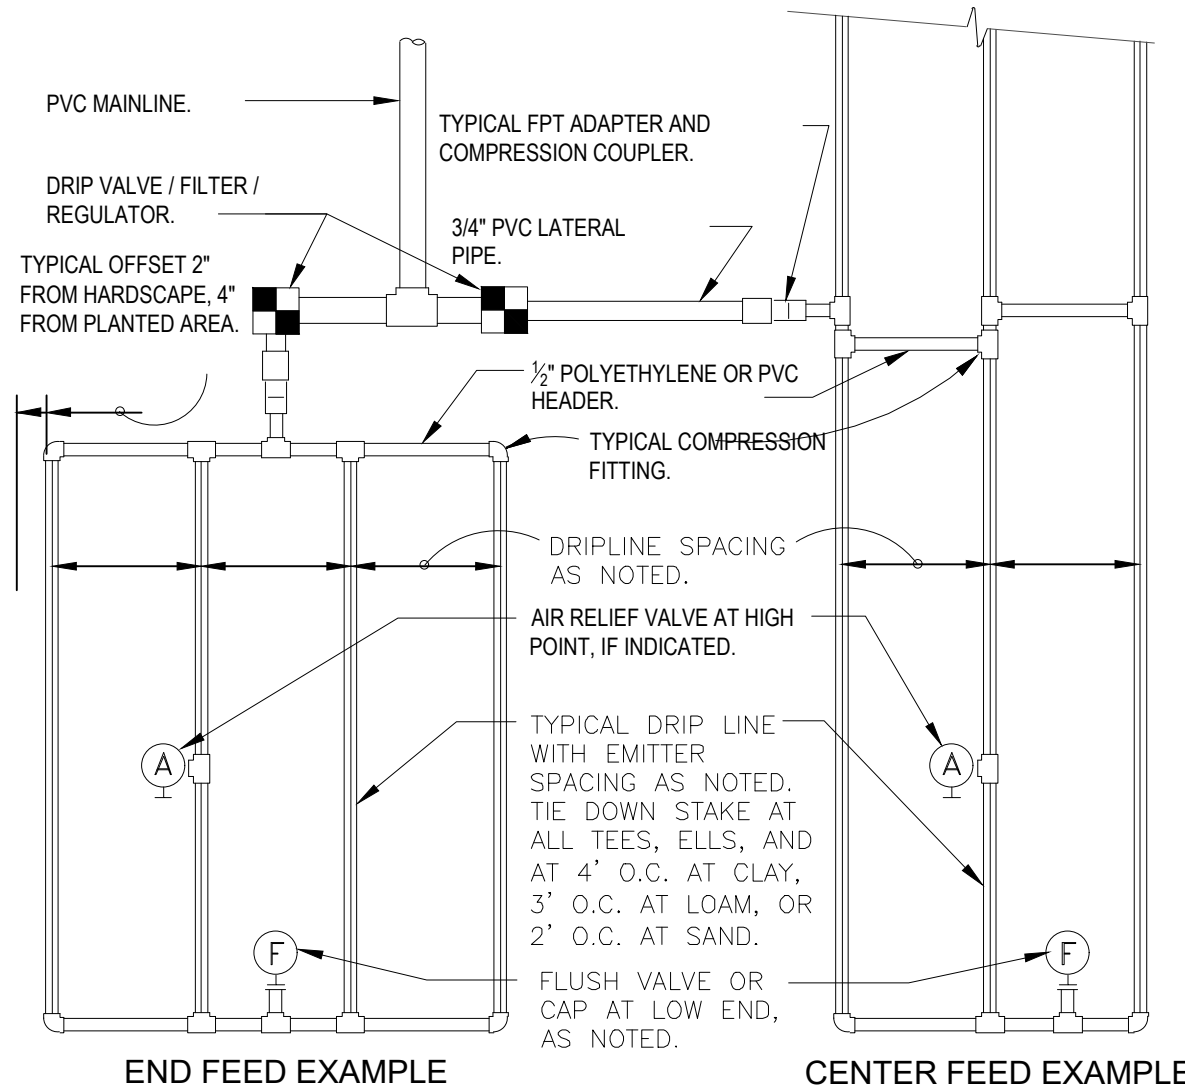 PVC MAINLINE.
TYPICAL FPT ADAPTER AND
COMPRESSION COUPLER.
DRIP VALVE / FILTER /
REGULATOR.
3/4" PVC LATERAL
PIPE.
TYPICAL OFFSET 2"
FROM HARDSCAPE, 4"
FROM PLANTED AREA.
½" POLYETHYLENE OR PVC
HEADER.
TYPICAL COMPRESSION
FITTING.
DRIPLINE SPACING
AS NOTED.
AIR RELIEF VALVE AT HIGH
POINT, IF INDICATED.
A
A
TYPICAL DRIP LINE
WITH EMITTER
SPACING AS NOTED.
TIE DOWN STAKE AT
ALL TEES, ELLS, AND
AT 4' O.C. AT CLAY,
3' O.C. AT LOAM, OR
2' O.C. AT SAND.
F
F
FLUSH VALVE OR
CAP AT LOW END,
AS NOTED.
END FEED EXAMPLE
CENTER FEED EXAMPLE